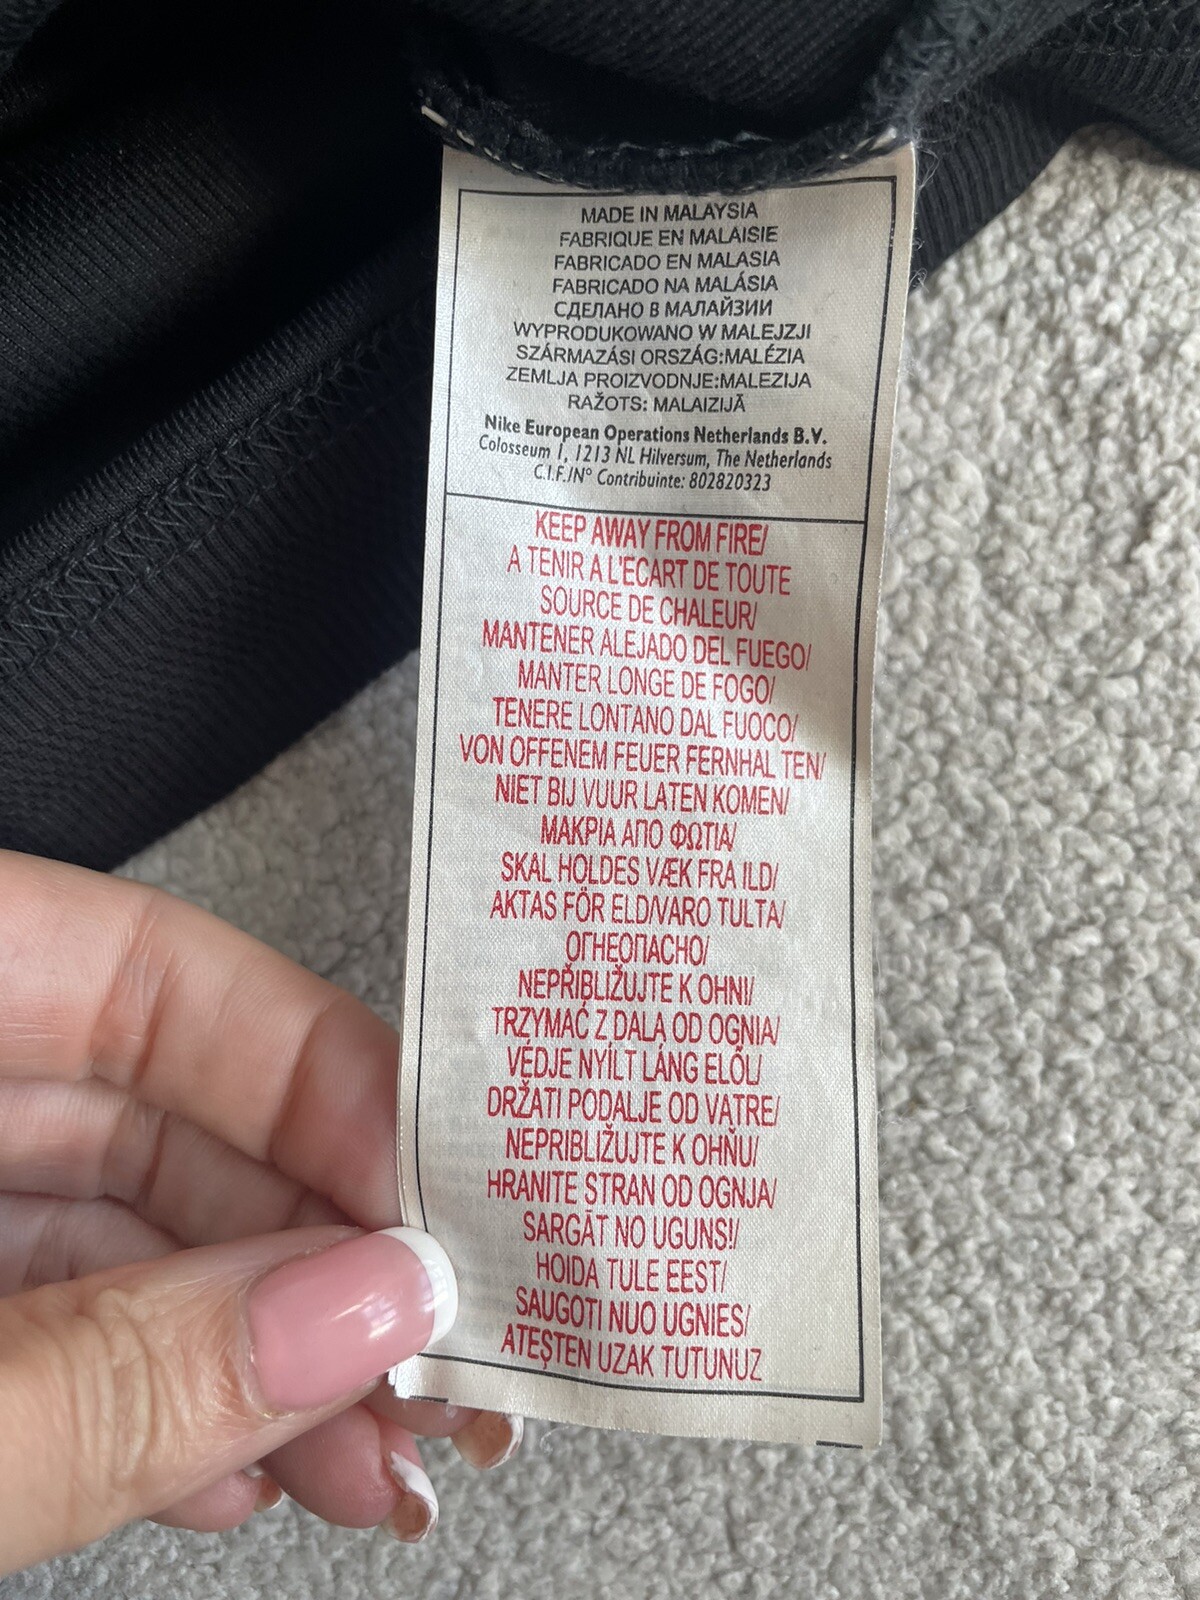 MADE IN MALAYSIA
FABRIQUE EN MALAISIE
FABRICADO EN MALASIA
FABRICADO NA MALÁSIA
СДЕЛАНО В МАЛАЙЗИИ
WYPRODUKOWANO W MALEJZJI
SZÁRMAZÁSI ORSZÁG:MALÉZIA
ZEMLJA PROIZVODNJE:MALEZIJA
RAŽOTS: MALAIZIJĀ
Nike European Operations Netherlands B.V.
Colosseum 1, 1213 NL Hilversum, The Netherlands
C.I.F./N° Contribuinte: 802820323
KEEP AWAY FROM FIRE/
A TENIR A L'ECART DE TOUTE
SOURCE DE CHALEUR/
MANTENER ALEJADO DEL FUEGO/
MANTER LONGE DE FOGO/
TENERE LONTANO DAL FUOCO/
VON OFFENEM FEUER FERNHAL TEN/
NIET BIJ VUUR LATEN KOMEN/
ΜΑΚΡΙΑ ΑΠΟ ΦΩΤΙΑ/
SKAL HOLDES VÆK FRA ILD/
AKTAS FÖR ELD/VARO TULTA/
ОГНЕОПАСНО/
NEPŘIBLIŽUJTE K OHNI/
TRZYMAĆ Z DALA OD OGNIA/
VÉDJE NYÍLT LÁNG ELŐL/
DRŽATI PODALJE OD VATRE/
NEPRIBLIŽUJTE K OHŇU/
HRANITE STRAN OD OGNJA/
SARGĀT NO UGUNS!/
HOIDA TULE EEST/
SAUGOTI NUO UGNIES/
ATEŞTEN UZAK TUTUNUZ